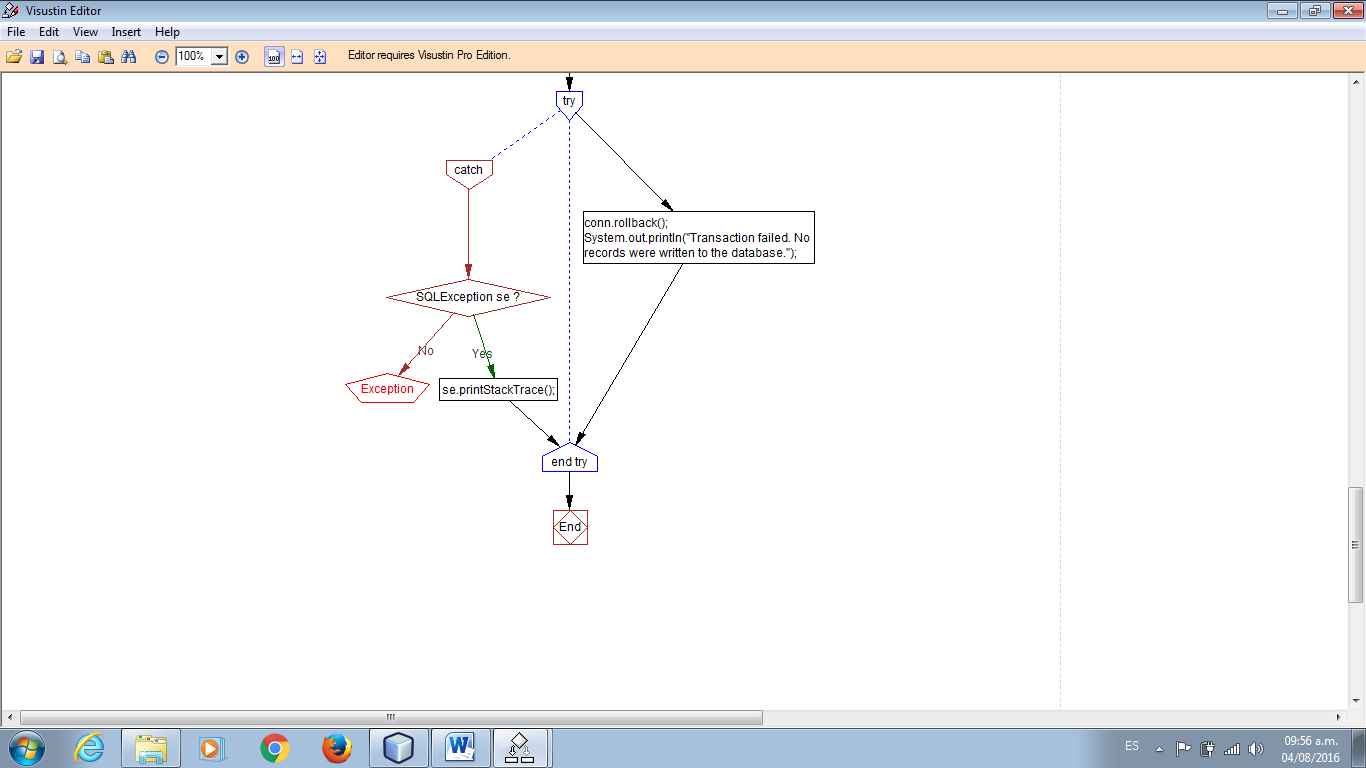 Visustin Editor
File Edit View Insert Help
100% 100 Editor requires Visustin Pro Edition.
try
catch
conn.rollback();
System.out.println("Transaction failed. No
records were written to the database.");
SQLException se ?
No Yes
Exception
se.printStackTrace();
end try
End
ES
09:56 a.m.
04/08/2016